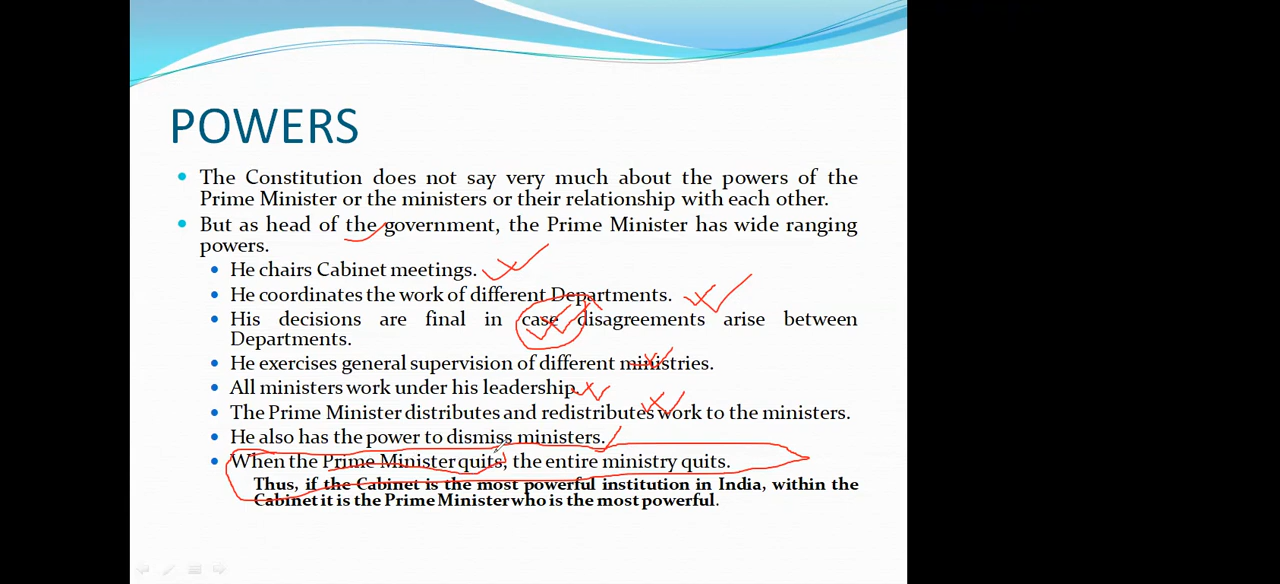 POWERS
The Constitution does not say very much about the powers of the
Prime Minister or the ministers or their relationship with each other.
But as head of the government, the Prime Minister has wide ranging
powers.
He chairs Cabinet meetings.
He coordinates the work of different Departments.
His decisions are final in case disagreements arise between
Departments.
He exercises general supervision of different ministries.
All ministers work under his leadership.
The Prime Minister distributes and redistributes work to the ministers.
He also has the power to dismiss ministers.
When the Prime Minister quits, the entire ministry quits.
Thus, if the Cabinet is the most powerful institution in India, within the
Cabinet it is the Prime Minister who is the most powerful.